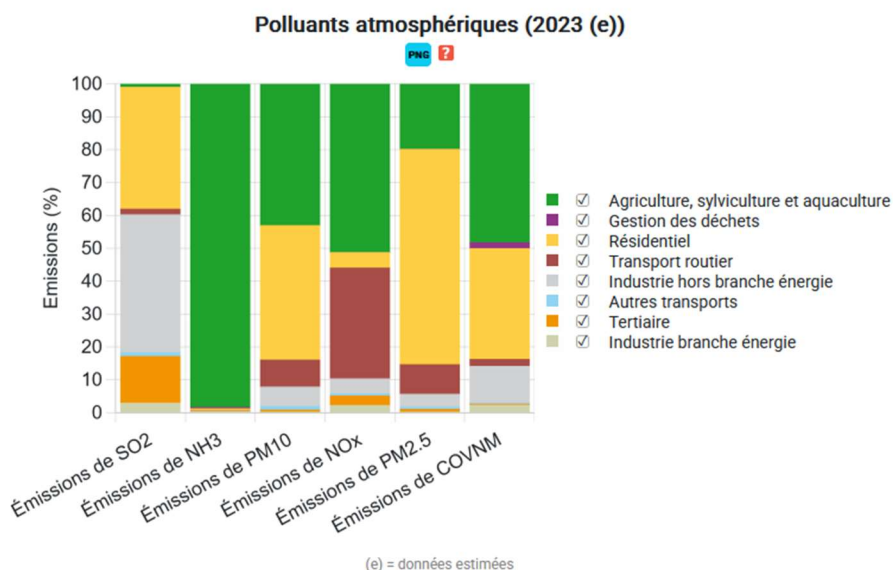 Polluants atmosphériques (2023 (e))
PNG ?
Émissions (%)
100
90
80
70
60
50
40
30
20
10
0
Émissions de SO2
Émissions de NH3
Émissions de PM10
Émissions de NOx
Émissions de PM2.5
Émissions de COVNM
Agriculture, sylviculture et aquaculture
Gestion des déchets
Résidentiel
Transport routier
Industrie hors branche énergie
Autres transports
Tertiaire
Industrie branche énergie
(e) = données estimées